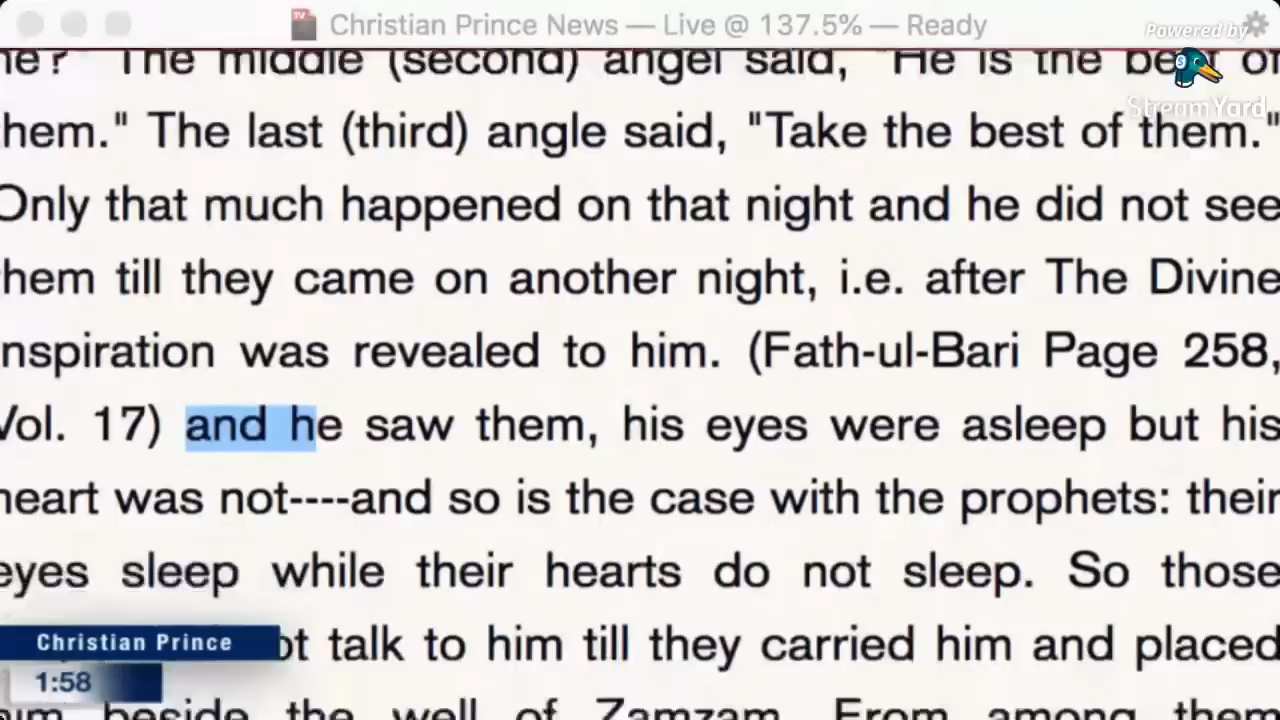 Christian Prince News — Live @ 137.5% — Ready
Powered by
StreamYard
he?" The middle (second) angel said, "He is the best of
them." The last (third) angle said, "Take the best of them."
Only that much happened on that night and he did not see
them till they came on another night, i.e. after The Divine
Inspiration was revealed to him. (Fath-ul-Bari Page 258,
Vol. 17) and he saw them, his eyes were asleep but his
heart was not----and so is the case with the prophets: their
eyes sleep while their hearts do not sleep. So those
ot talk to him till they carried him and placed
him beside the well of Zamzam. From among them
Christian Prince
1:58